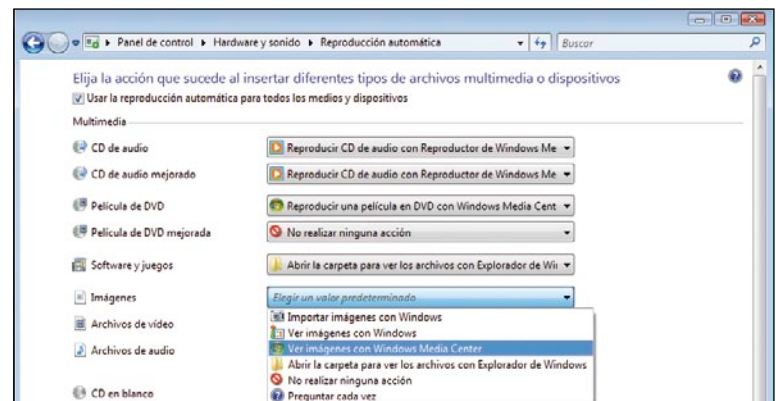 Panel de control ▸ Hardware y sonido ▸ Reproducción automática
Buscar
Elija la acción que sucede al insertar diferentes tipos de archivos multimedia o dispositivos
Usar la reproducción automática para todos los medios y dispositivos
Multimedia
CD de audio
Reproducir CD de audio con Reproductor de Windows Me
CD de audio mejorado
Reproducir CD de audio con Reproductor de Windows Me
Película de DVD
Reproducir una película en DVD con Windows Media Cent
Película de DVD mejorada
No realizar ninguna acción
Software y juegos
Abrir la carpeta para ver los archivos con Explorador de Wi
Imágenes
Elegir un valor predeterminado
Importar imágenes con Windows
Archivos de vídeo
Ver imágenes con Windows
Ver imágenes con Windows Media Center
Archivos de audio
Abrir la carpeta para ver los archivos con Explorador de Windows
No realizar ninguna acción
CD en blanco
Preguntar cada vez